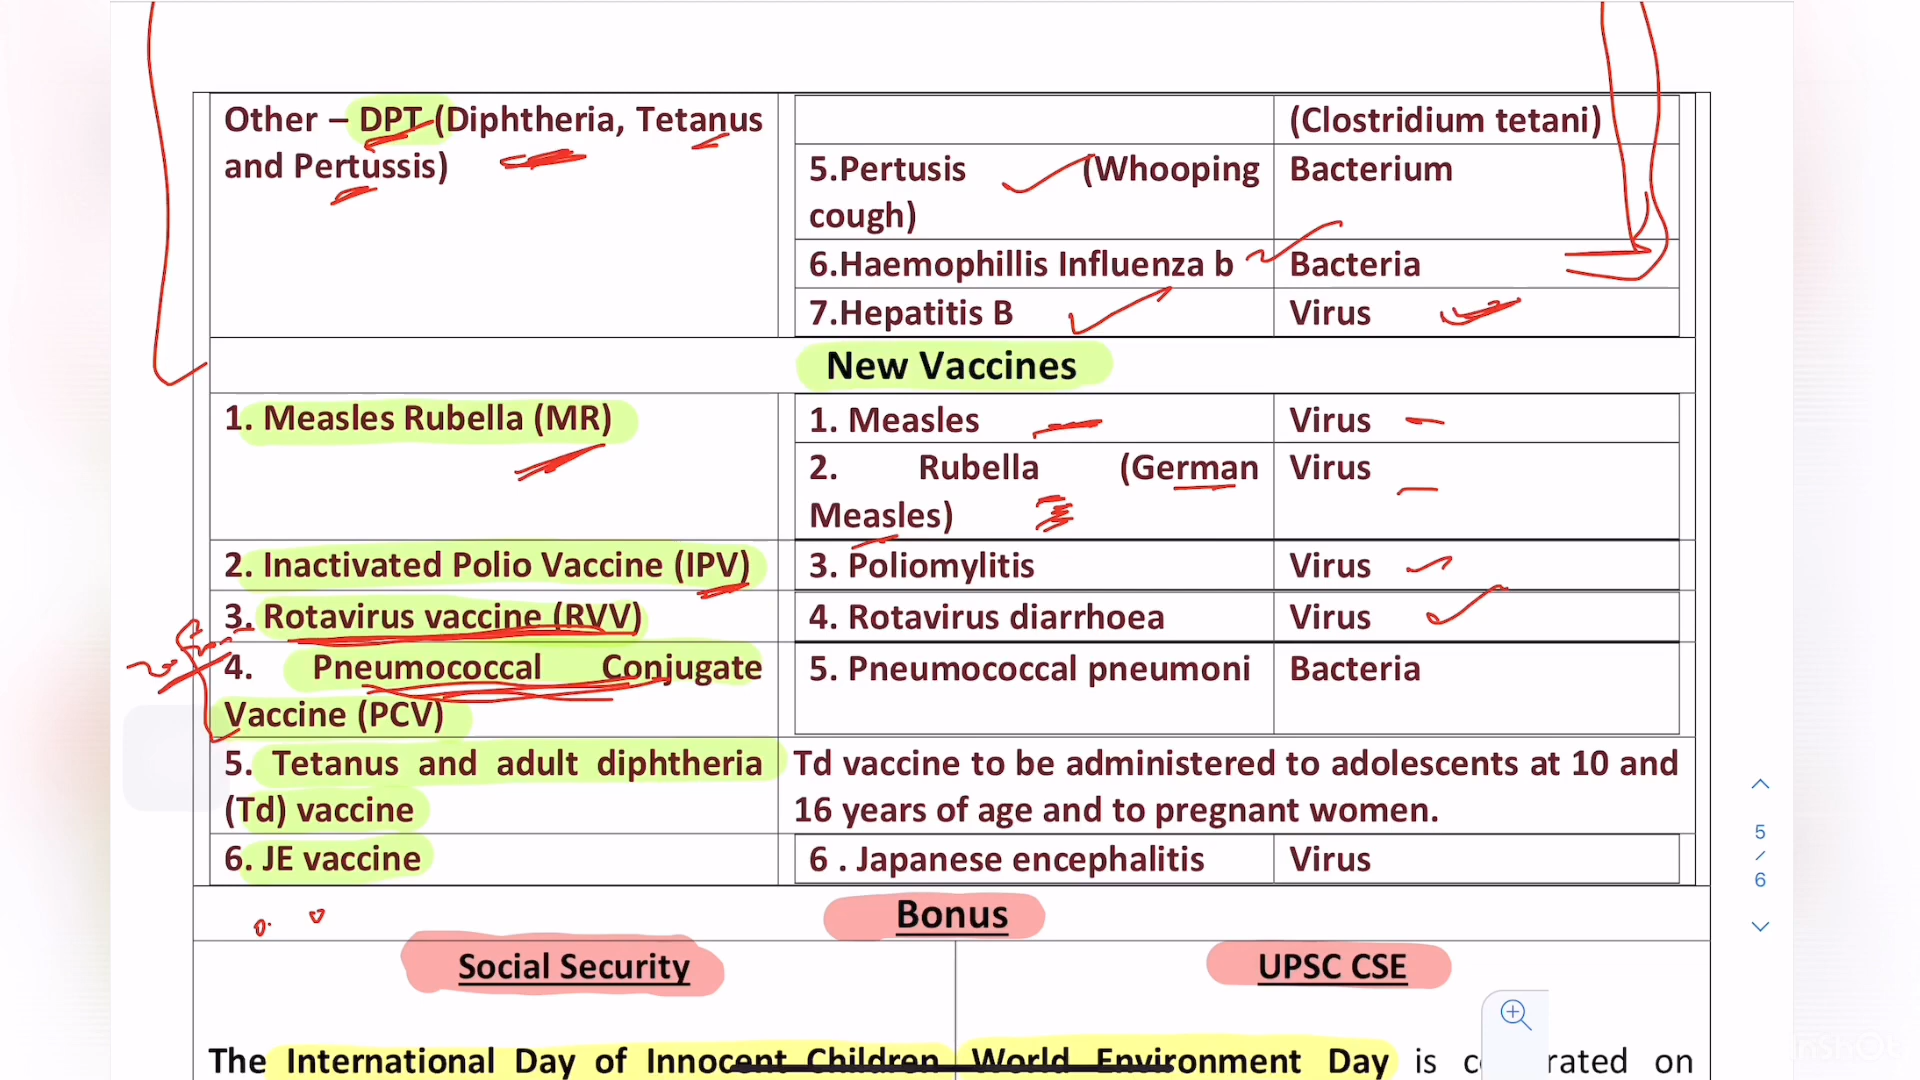 Other – DPT (Diphtheria, Tetanus
and Pertussis)
(Clostridium tetani)
5.Pertusis (Whooping
cough)
Bacterium
6.Haemophillis Influenza b
Bacteria
7.Hepatitis B
Virus
New Vaccines
1. Measles Rubella (MR)
1. Measles
Virus
2. Rubella (German
Measles)
Virus
2. Inactivated Polio Vaccine (IPV)
3. Poliomylitis
Virus
3. Rotavirus vaccine (RVV)
4. Rotavirus diarrhoea
Virus
4. Pneumococcal Conjugate
Vaccine (PCV)
5. Pneumococcal pneumoni
Bacteria
5. Tetanus and adult diphtheria
(Td) vaccine
Td vaccine to be administered to adolescents at 10 and
16 years of age and to pregnant women.
6. JE vaccine
6 . Japanese encephalitis
Virus
Bonus
Social Security
UPSC CSE
The International Day of Innocent Children
World Environment Day is on
5
/
6